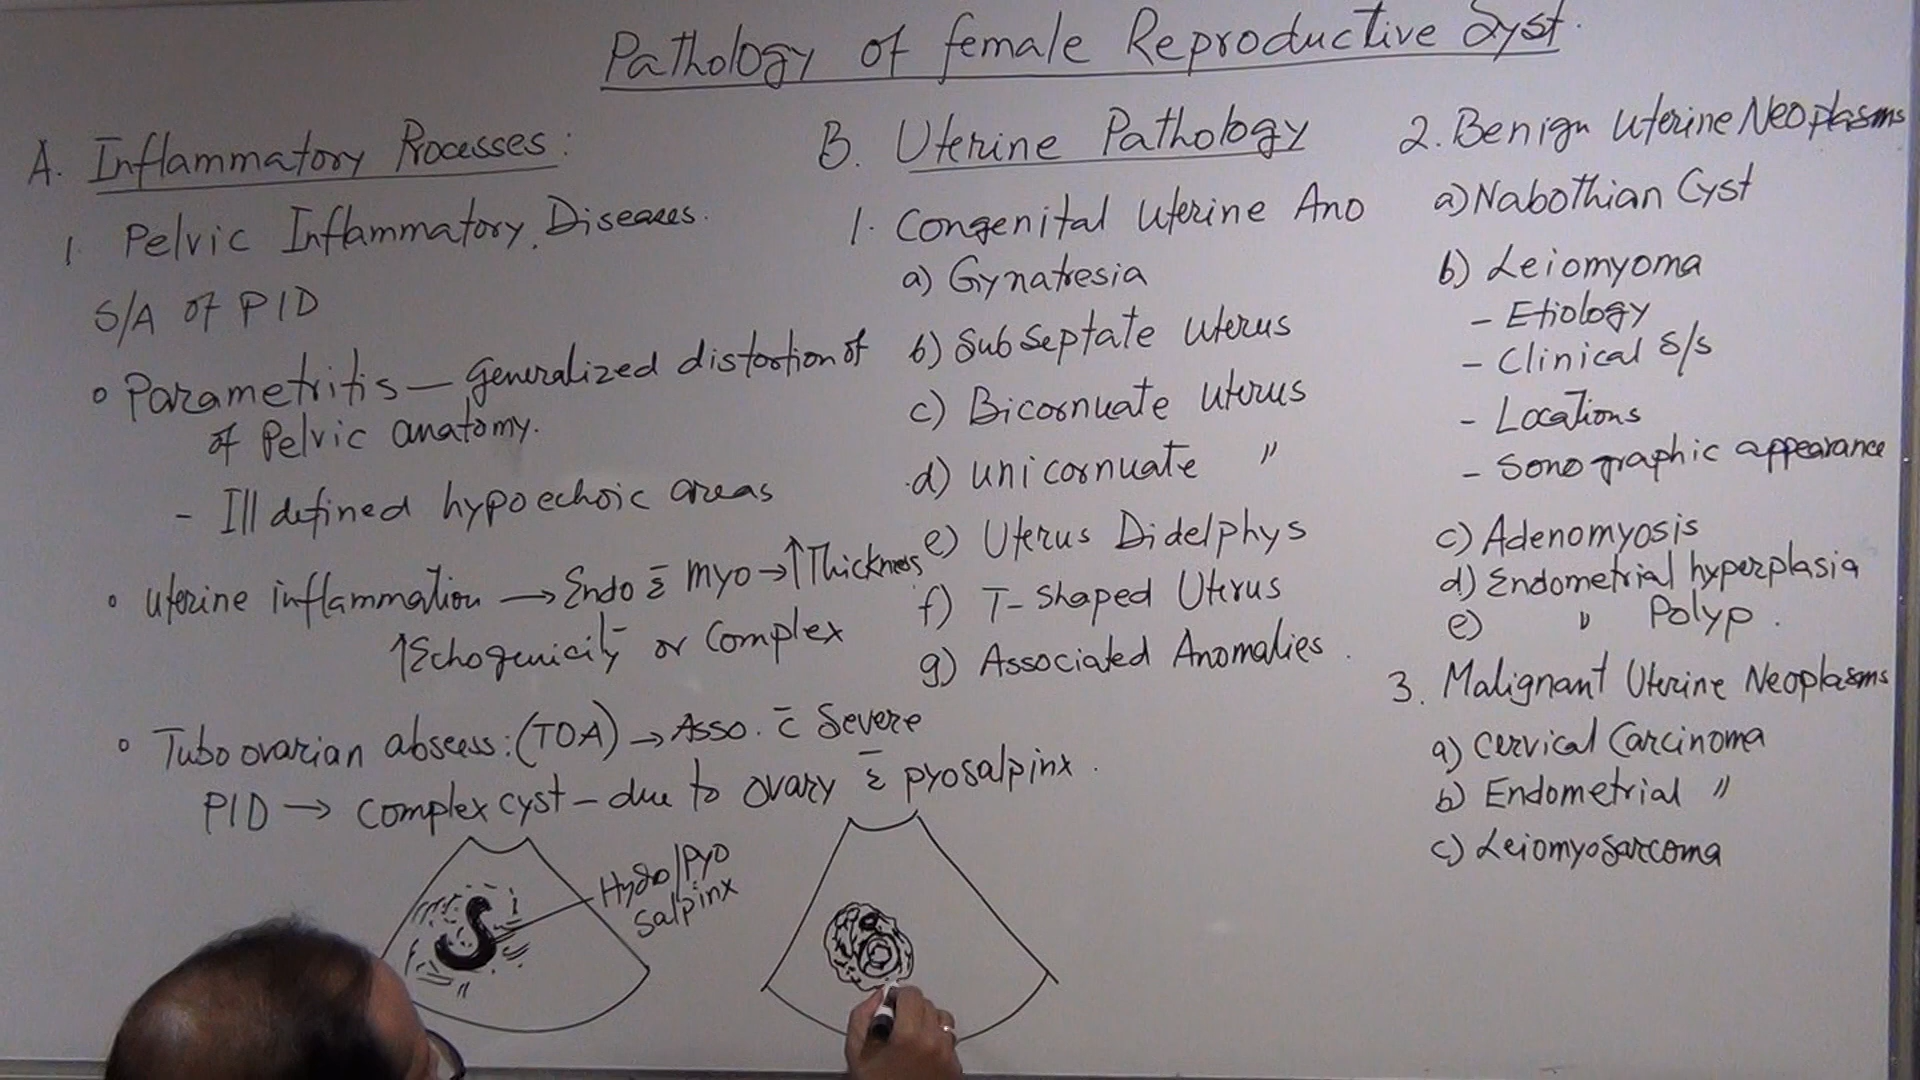 Pathology of female Reproductive Syst.
A. Inflammatory Processes:
1. Pelvic Inflammatory Diseases.
S/A of PID
o Parametritis — generalized distortion of
of Pelvic anatomy.
- Ill defined hypoechoic areas
o Uterine inflammation → Endo & Myo → ↑ Thickness
↑ Echogenicity or Complex
o Tubo ovarian abscess: (TOA) → Asso. c̄ Severe
PID → Complex cyst – due to ovary & pyosalpinx.
Hydro/Pyo
salpinx
B. Uterine Pathology
1. Congenital Uterine Ano
a) Gynatresia
b) Subseptate Uterus
c) Bicornuate Uterus
d) unicornuate "
e) Uterus Didelphys
f) T-Shaped Uterus
g) Associated Anomalies.
2. Benign Uterine Neoplasms
a) Nabothian Cyst
b) Leiomyoma
- Etiology
- Clinical S/s
- Locations
- Sonographic appearance
c) Adenomyosis
d) Endometrial hyperplasia
e) " Polyp.
3. Malignant Uterine Neoplasms
a) Cervical Carcinoma
b) Endometrial "
c) Leiomyosarcoma